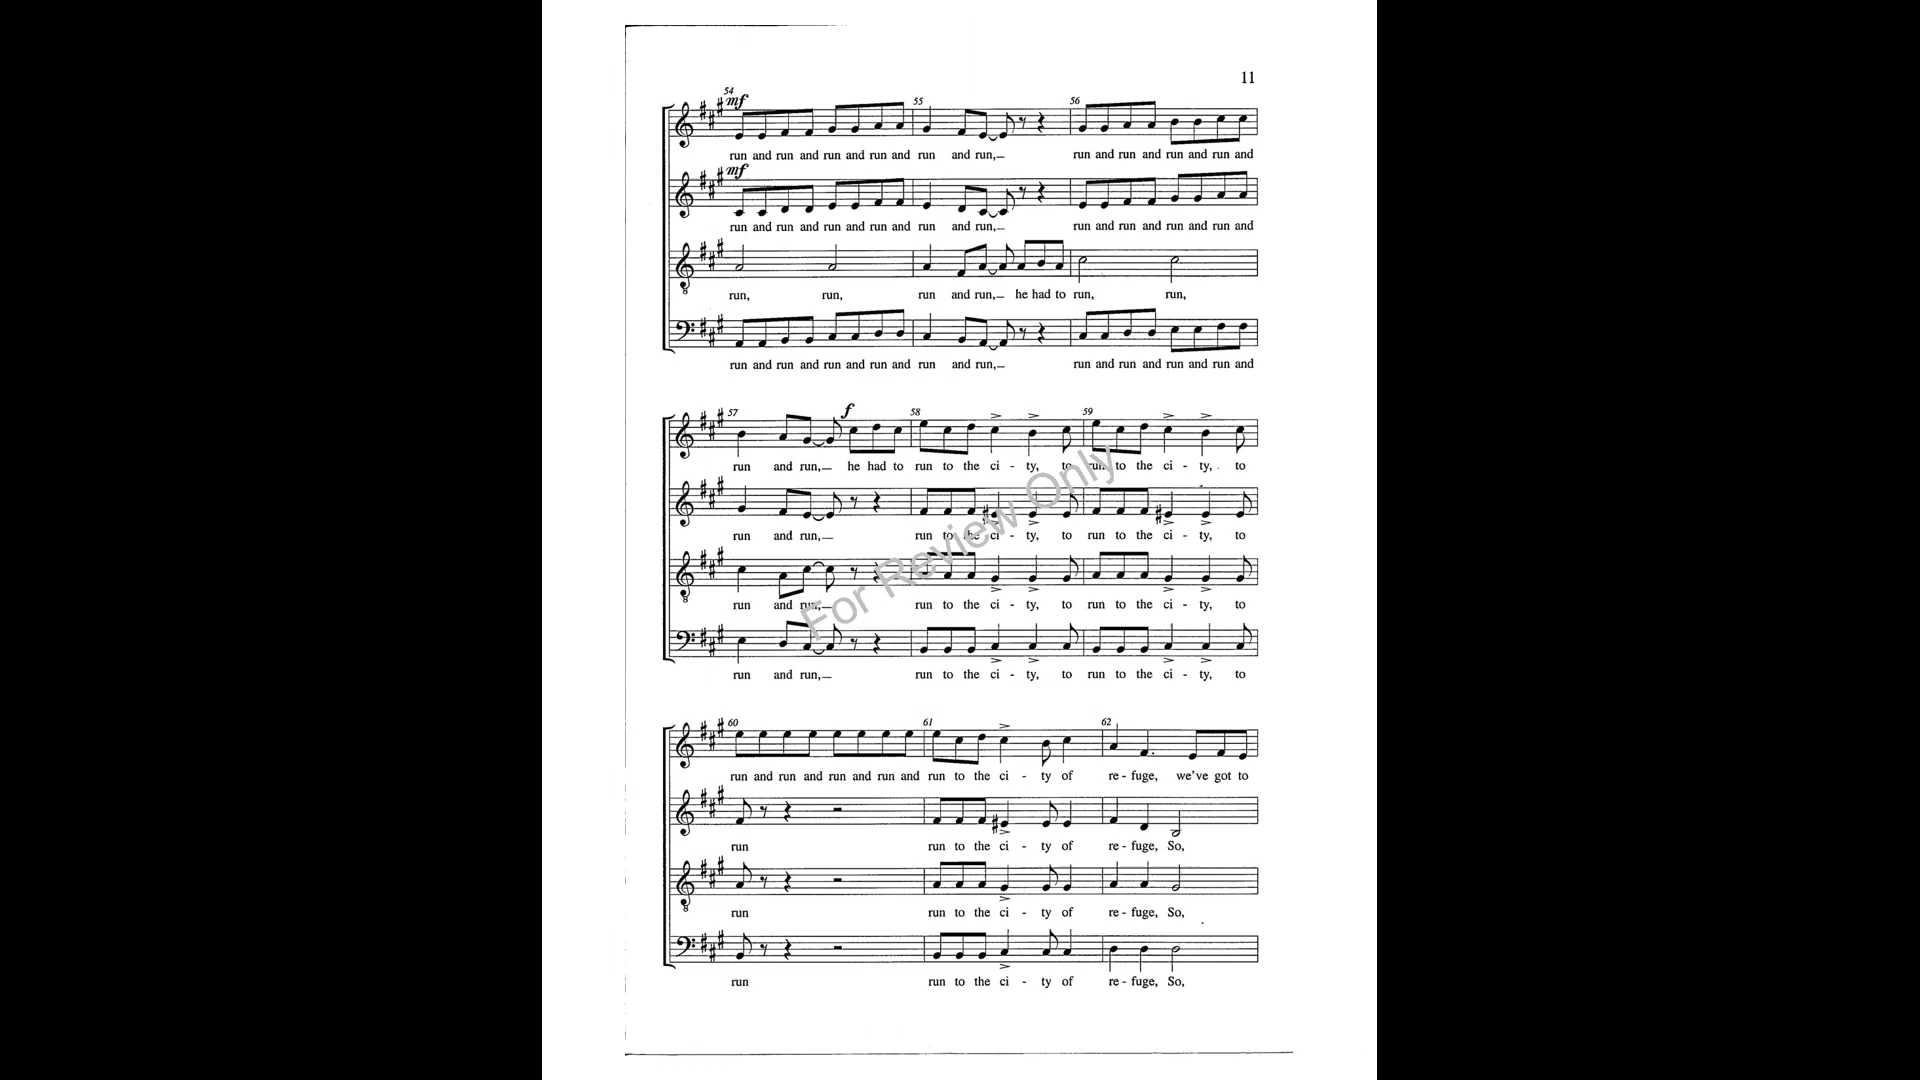 11
54 55 56
mf
run and run and run and run and run and run, run and run and run and run and
mf
run and run and run and run and run and run, run and run and run and run and
8
run, run, run and run, he had to run, run,
run and run and run and run and run and run, run and run and run and run and
57 f 58 59
run and run, he had to run to the ci - ty, to run to the ci - ty, to
run and run, run to the ci - ty, to run to the ci - ty, to
8
run and run, run to the ci - ty, to run to the ci - ty, to
run and run, run to the ci - ty, to run to the ci - ty, to
For Review Only
60 61 62
run and run and run and run and run to the ci - ty of re - fuge, we've got to
run run to the ci - ty of re - fuge, So,
8
run run to the ci - ty of re - fuge, So,
run run to the ci - ty of re - fuge, So,